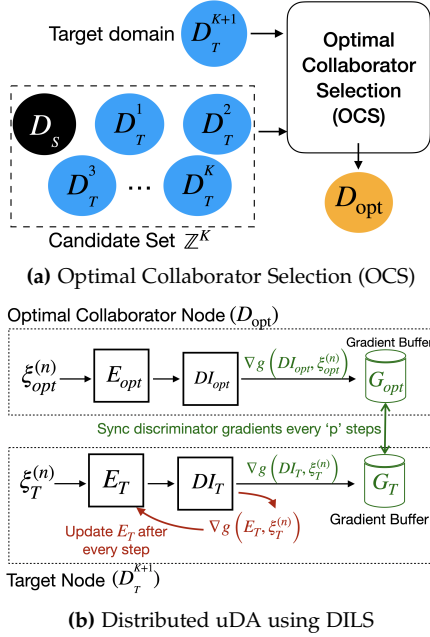 Target domain
D_T^{K+1}
Optimal
Collaborator
Selection
(OCS)
D_S D_T^1 D_T^2
D_T^3 ... D_T^K
D_opt
Candidate Set ℤ^K
(a) Optimal Collaborator Selection (OCS)
Optimal Collaborator Node (D_opt)
Gradient Buffer
ξ_opt^(n) E_opt DI_opt ∇g (DI_opt, ξ_opt^(n)) G_opt
Sync discriminator gradients every 'p' steps
ξ_T^(n) E_T DI_T ∇g (DI_T, ξ_T^(n)) G_T
Gradient Buffer
Update E_T after
every step
∇g (E_T, ξ_T^(n))
Target Node (D_T^{K+1})
(b) Distributed uDA using DILS